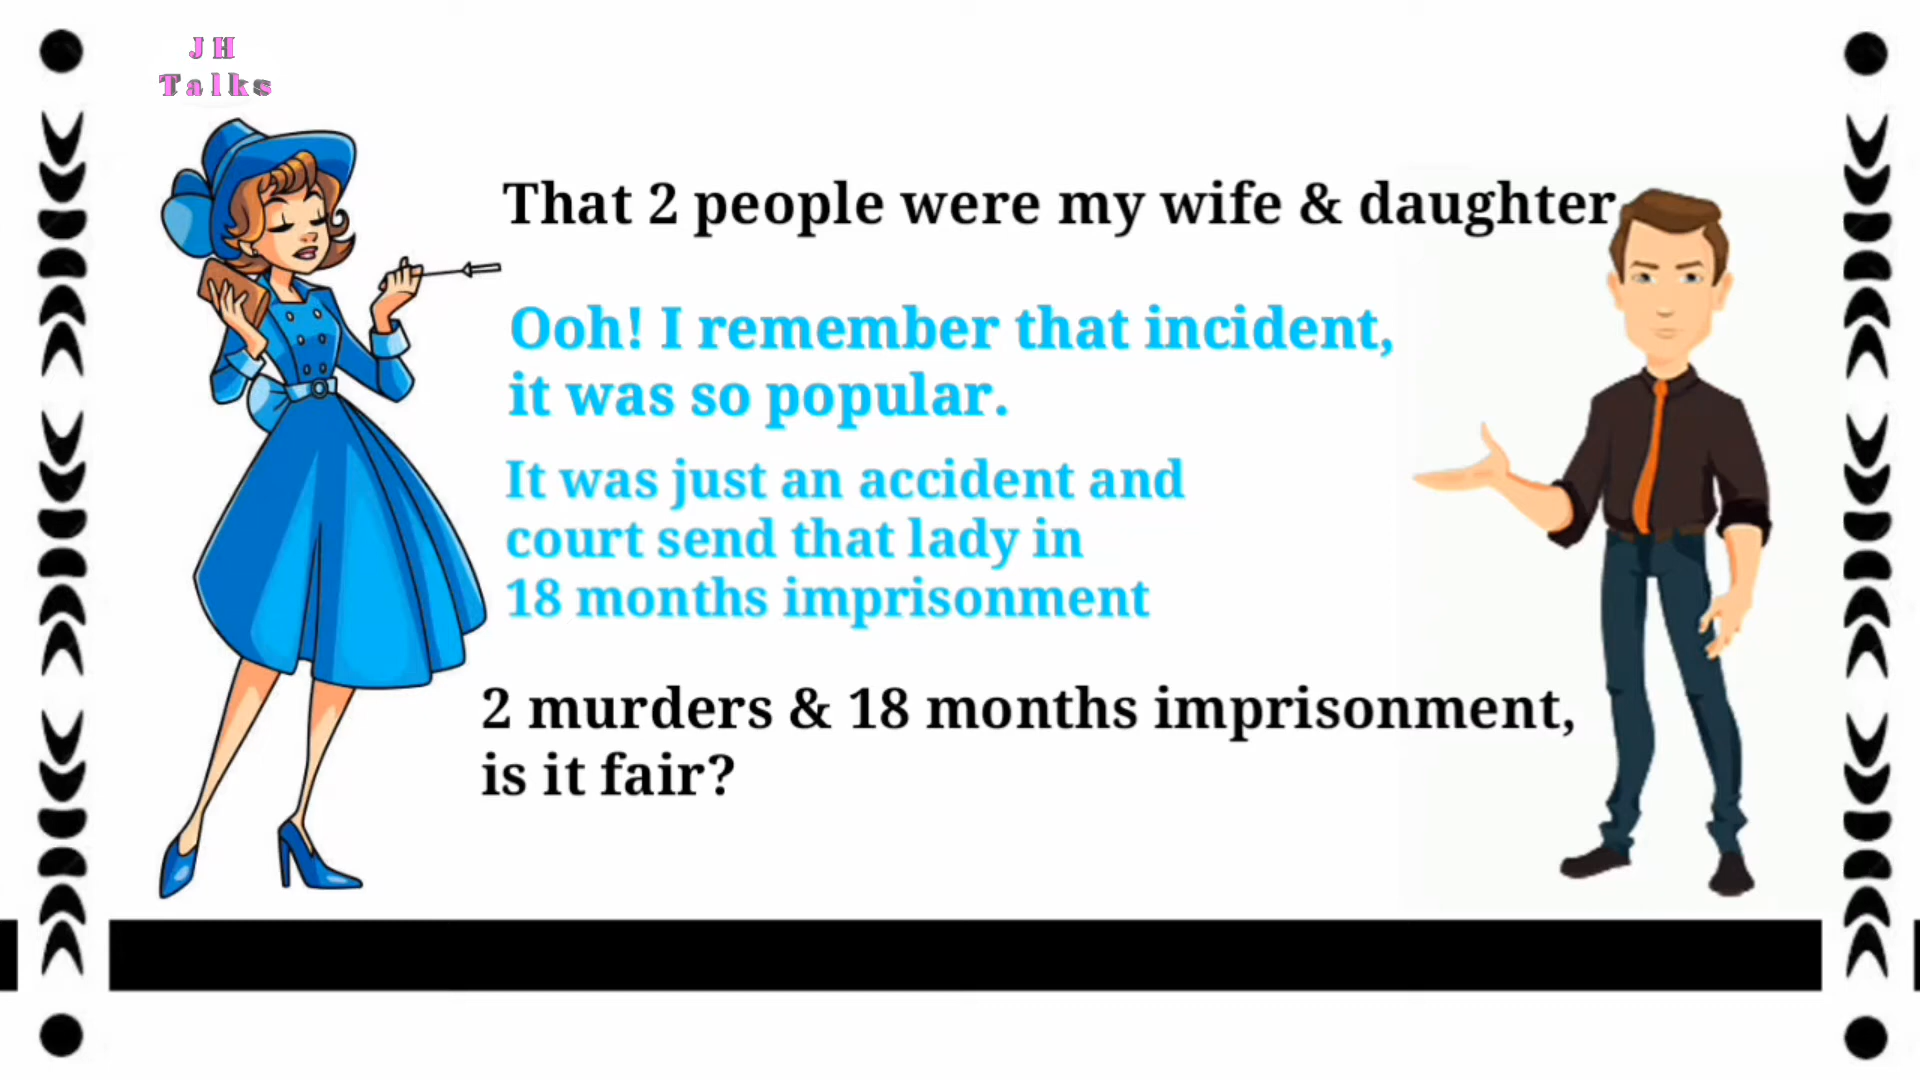 J H
Talks
That 2 people were my wife & daughter
Ooh! I remember that incident,
it was so popular.
It was just an accident and
court send that lady in
18 months imprisonment
2 murders & 18 months imprisonment,
is it fair?